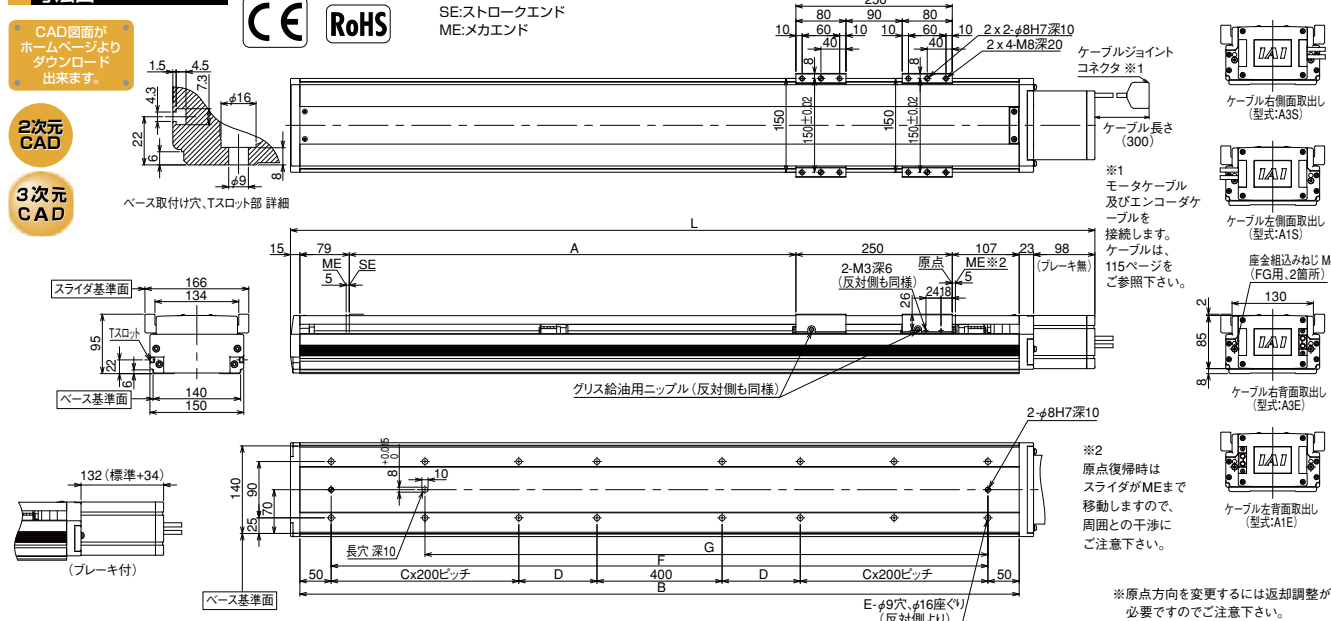 CAD図面が
ホームページより
ダウンロード
出来ます。
2次元
CAD
3次元
CAD
CE
RoHS
SE:ストロークエンド
ME:メカエンド
1.5
4.5
7.3
4.3
φ16
22
6
φ9
8
ベース取付け穴、Tスロット部 詳細
80
90
80
10
60
10
10
60
10
40
40
8
8
2x2-φ8H7深10
2x4-M8深20
150
150±0.02
150
150±0.02
ケーブルジョイント
コネクタ ※1
ケーブル長さ
(300)
※1
モータケーブル
及びエンコーダケ
ーブルを
接続します。
ケーブルは、
115ページを
ご参照下さい。
L
15
79
A
250
107
23
98
(ブレーキ無)
ME
SE
5
2-M3深6
(反対側も同様)
原点
ME※2
5
26
24
18
グリス給油用ニップル(反対側も同様)
スライダ基準面
166
134
Tスロット
95
22
6
140
150
ベース基準面
132(標準+34)
(ブレーキ付)
140
90
70
25
8 +0.015 0
10
長穴 深10
2-φ8H7深10
G
F
50
Cx200ピッチ
D
400
D
Cx200ピッチ
50
B
ベース基準面
E-φ9穴、φ16座ぐり
(反対側より)
※2
原点復帰時は
スライダがMEまで
移動しますので、
周囲との干渉に
ご注意下さい。
IAI
ケーブル右側面取出し
(型式:A3S)
IAI
ケーブル左側面取出し
(型式:A1S)
座金組込みねじ M
(FG用、2箇所)
130
2
85
8
IAI
ケーブル右背面取出し
(型式:A3E)
IAI
ケーブル左背面取出し
(型式:A1E)
※原点方向を変更するには返却調整が
必要ですのでご注意下さい。